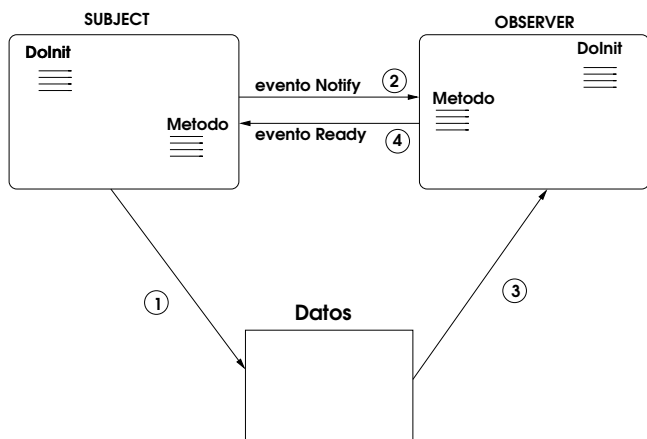 SUBJECT
OBSERVER
DoInit
DoInit
evento Notify
2
Metodo
Metodo
evento Ready
4
1
3
Datos